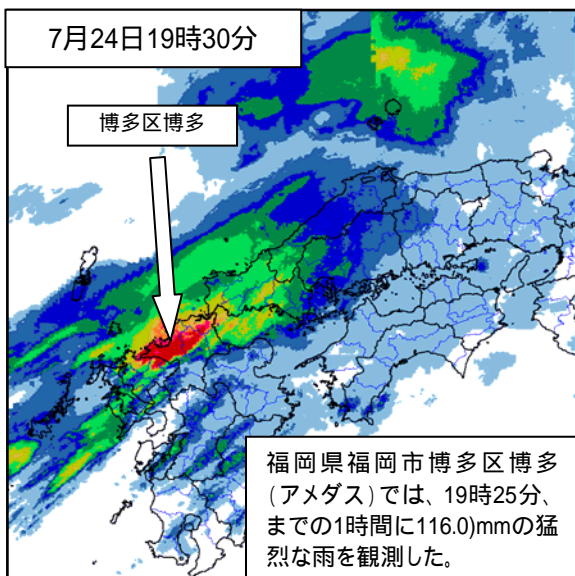 7月24日19時30分
博多区博多
福岡県福岡市博多区博多
(アメダス)では、19時25分、
までの1時間に116.0)mmの猛
烈な雨を観測した。